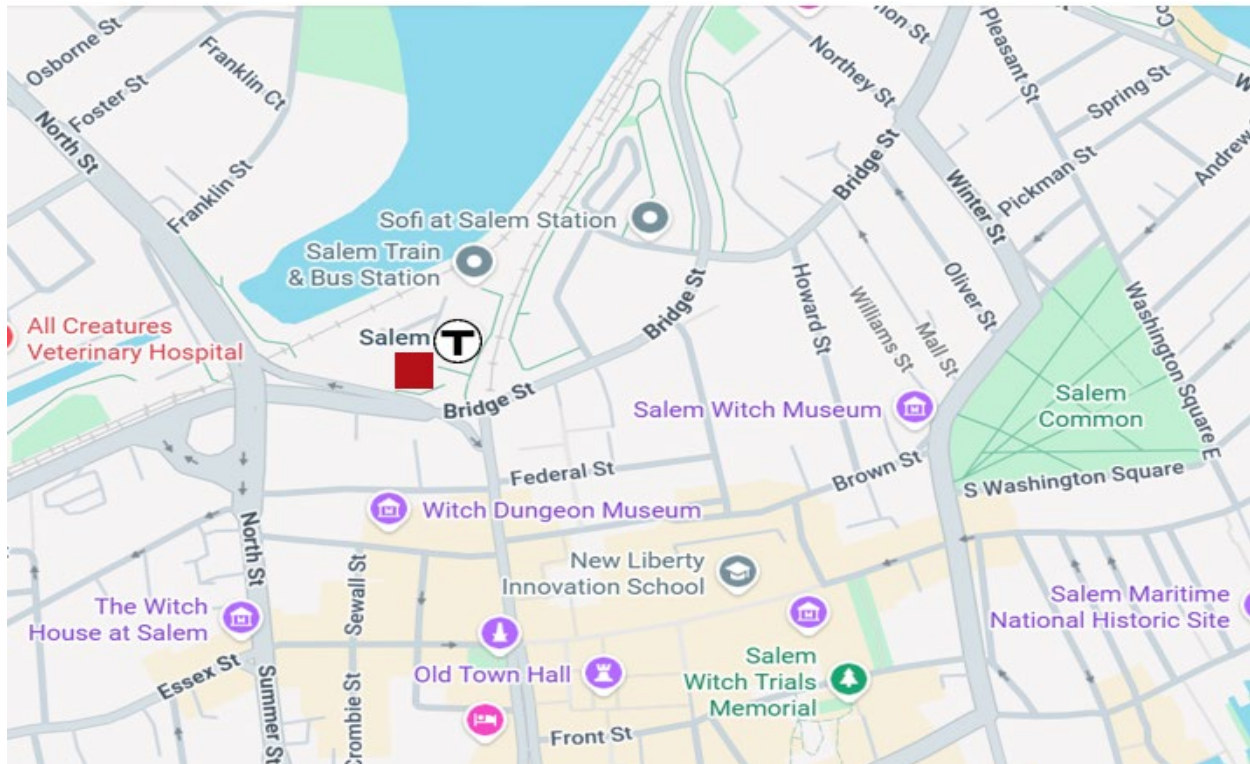 Osborne St
Foster St
Franklin Ct
North St
Franklin St
Northey St
Pleasant St
Spring St
Pickman St
Andrew
Winter St
Bridge St
Sofi at Salem Station
Salem Train
& Bus Station
Salem
T
All Creatures
Veterinary Hospital
Bridge St
Bridge St
Howard St
Williams St
Mall St
Oliver St
Washington Square E
Salem
Common
Salem Witch Museum
Brown St
S Washington Square
Federal St
Witch Dungeon Museum
North St
Sewall St
New Liberty
Innovation School
The Witch
House at Salem
Salem Maritime
National Historic Site
Old Town Hall
Salem
Witch Trials
Memorial
Essex St
Summer St
Crombie St
Front St